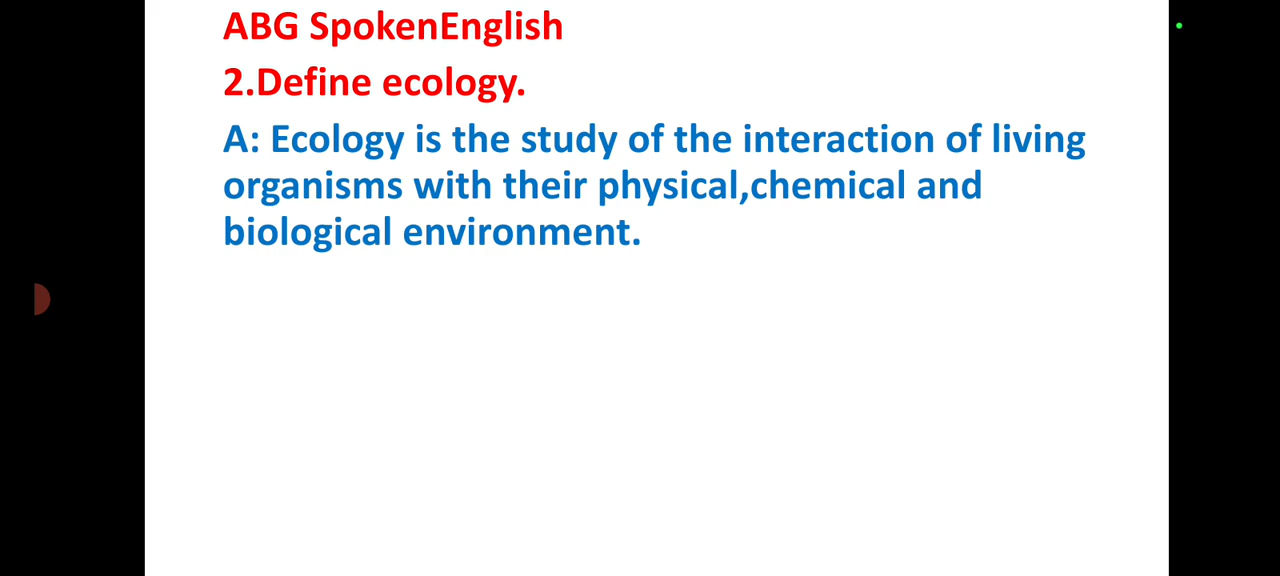 ABG SpokenEnglish
2.Define ecology.
A: Ecology is the study of the interaction of living
organisms with their physical,chemical and
biological environment.